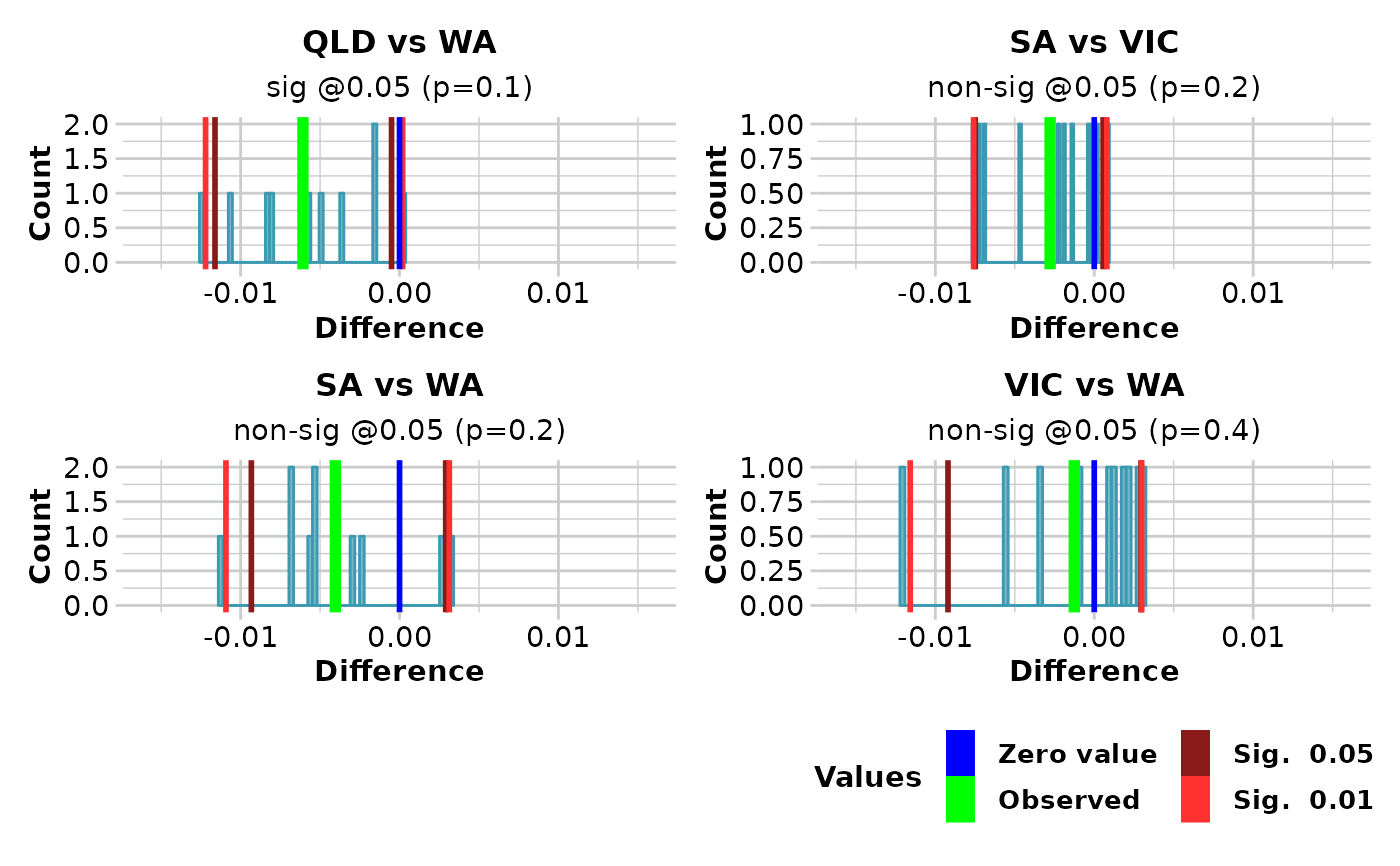 QLD vs WA
sig @0.05 (p=0.1)
Count
2.0
1.5
1.0
0.5
0.0
-0.01 0.00 0.01
Difference
SA vs VIC
non-sig @0.05 (p=0.2)
Count
1.00
0.75
0.50
0.25
0.00
-0.01 0.00 0.01
Difference
SA vs WA
non-sig @0.05 (p=0.2)
Count
2.0
1.5
1.0
0.5
0.0
-0.01 0.00 0.01
Difference
VIC vs WA
non-sig @0.05 (p=0.4)
Count
1.00
0.75
0.50
0.25
0.00
-0.01 0.00 0.01
Difference
Values
Zero value
Observed
Sig. 0.05
Sig. 0.01